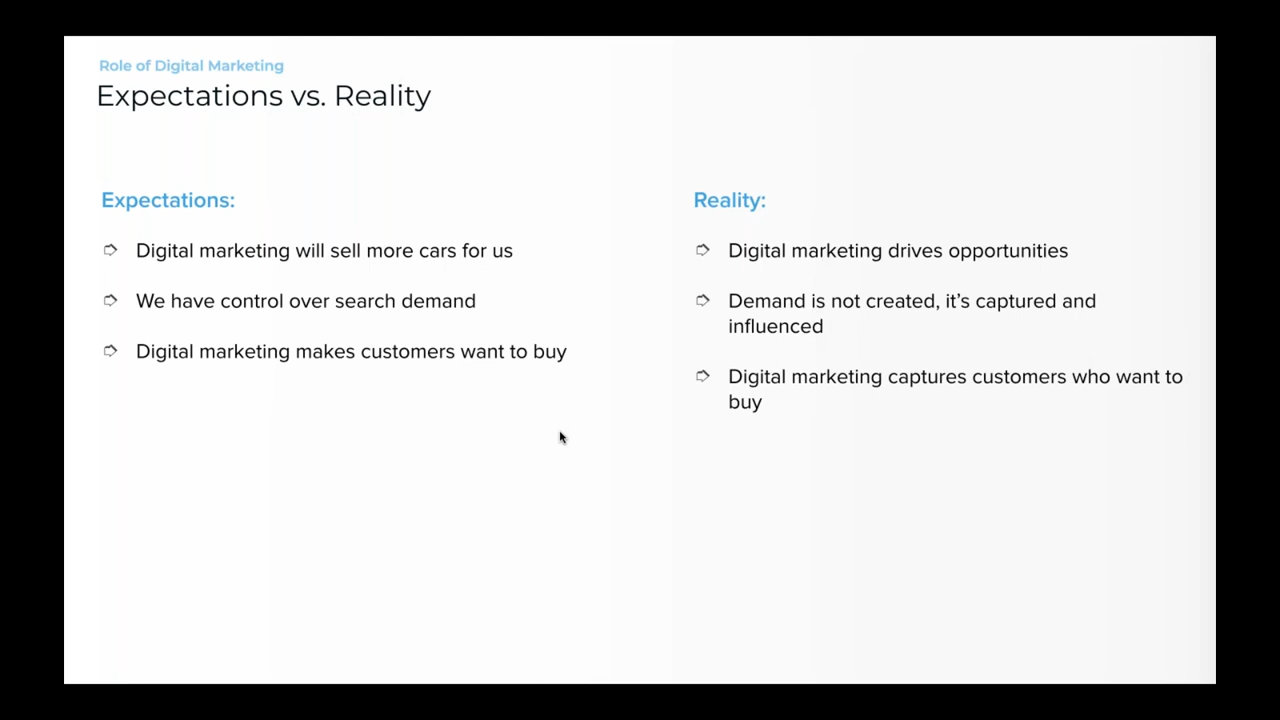 Role of Digital Marketing
Expectations vs. Reality
Expectations:
➩ Digital marketing will sell more cars for us
➩ We have control over search demand
➩ Digital marketing makes customers want to buy
Reality:
➩ Digital marketing drives opportunities
➩ Demand is not created, it’s captured and
influenced
➩ Digital marketing captures customers who want to
buy